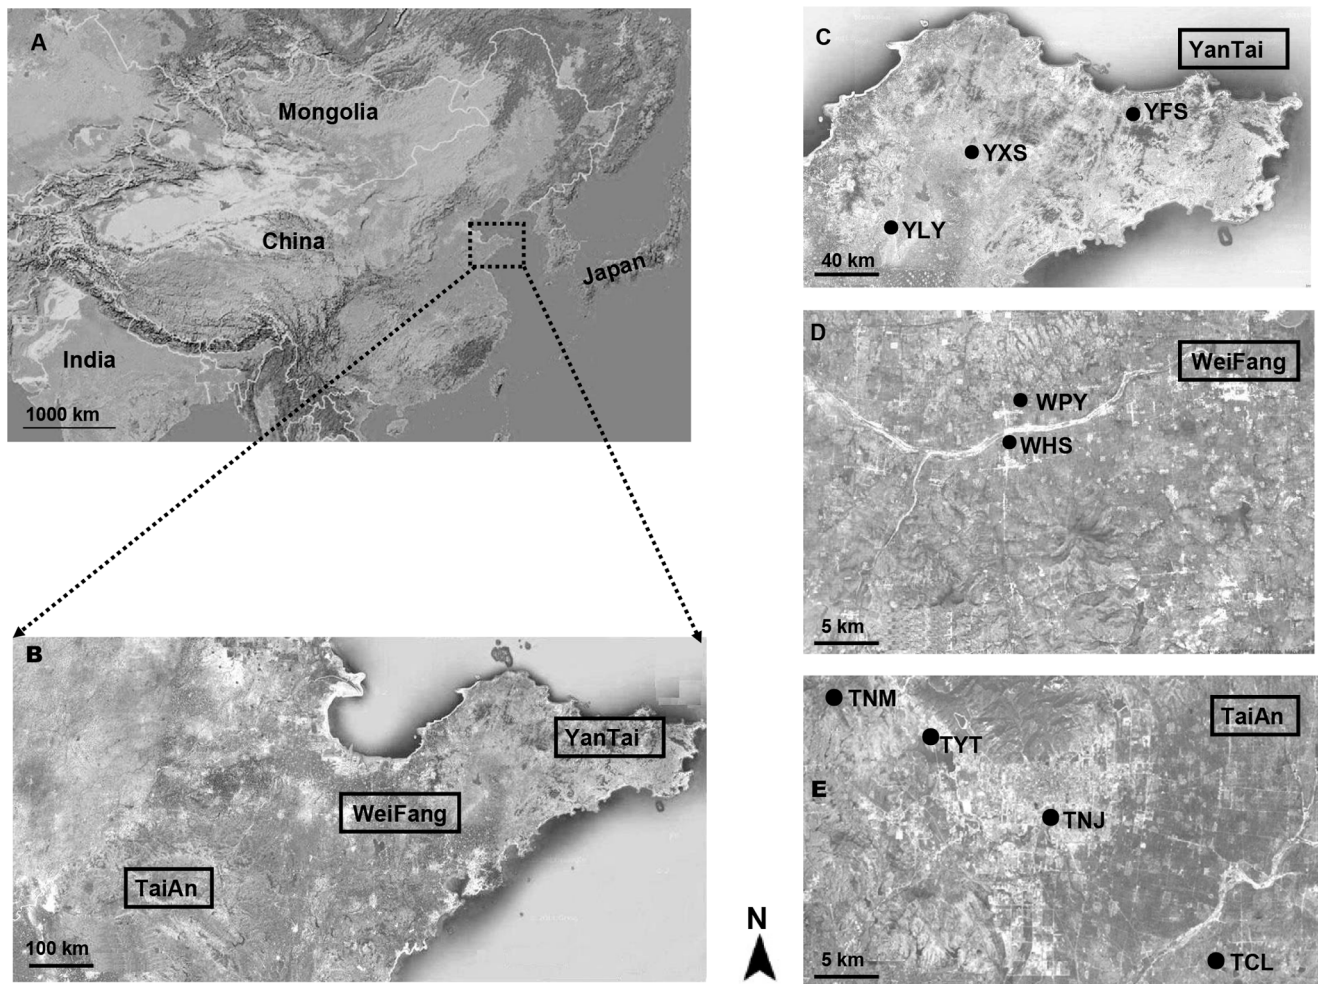 A
Mongolia
China
Japan
India
1000 km
B
YanTai
WeiFang
TaiAn
100 km
N
C
YanTai
YFS
YXS
YLY
40 km
D
WeiFang
WPY
WHS
5 km
TNM
TaiAn
TYT
E
TNJ
TCL
5 km